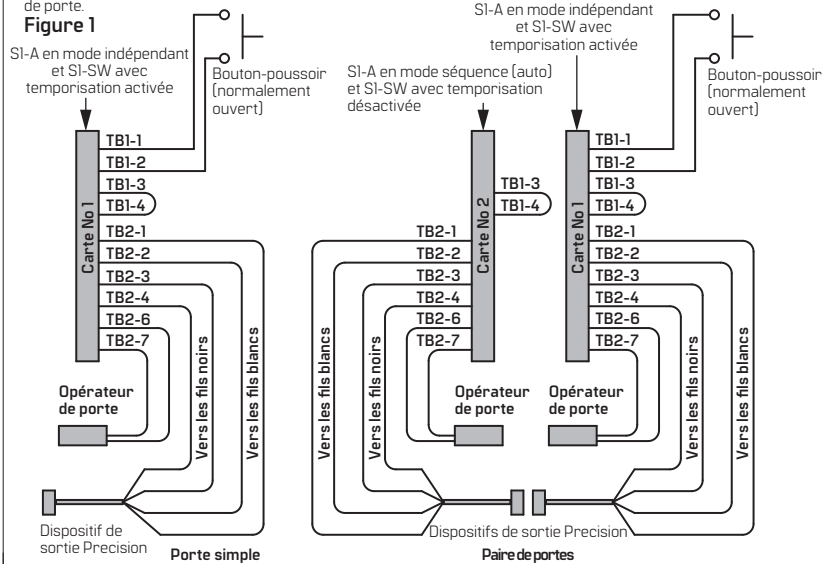 de porte.
Figure 1
S1-A en mode indépendant
et S1-SW avec
temporisation activée
Bouton-poussoir
(normalement
ouvert)
Carte No 1
TB1-1
TB1-2
TB1-3
TB1-4
TB2-1
TB2-2
TB2-3
TB2-4
TB2-6
TB2-7
Opérateur
de porte
Vers les fils noirs
Vers les fils blancs
Dispositif de
sortie Precision
Porte simple
S1-A en mode séquence (auto)
et S1-SW avec temporisation
désactivée
Carte No 2
TB1-3
TB1-4
TB2-1
TB2-2
TB2-3
TB2-4
TB2-6
TB2-7
Vers les fils blancs
Vers les fils noirs
Opérateur
de porte
S1-A en mode indépendant
et S1-SW avec
temporisation activée
Bouton-poussoir
(normalement
ouvert)
Carte No 1
TB1-1
TB1-2
TB1-3
TB1-4
TB2-1
TB2-2
TB2-3
TB2-4
TB2-6
TB2-7
Opérateur
de porte
Vers les fils noirs
Vers les fils blancs
Dispositifs de sortie Precision
Paire de portes